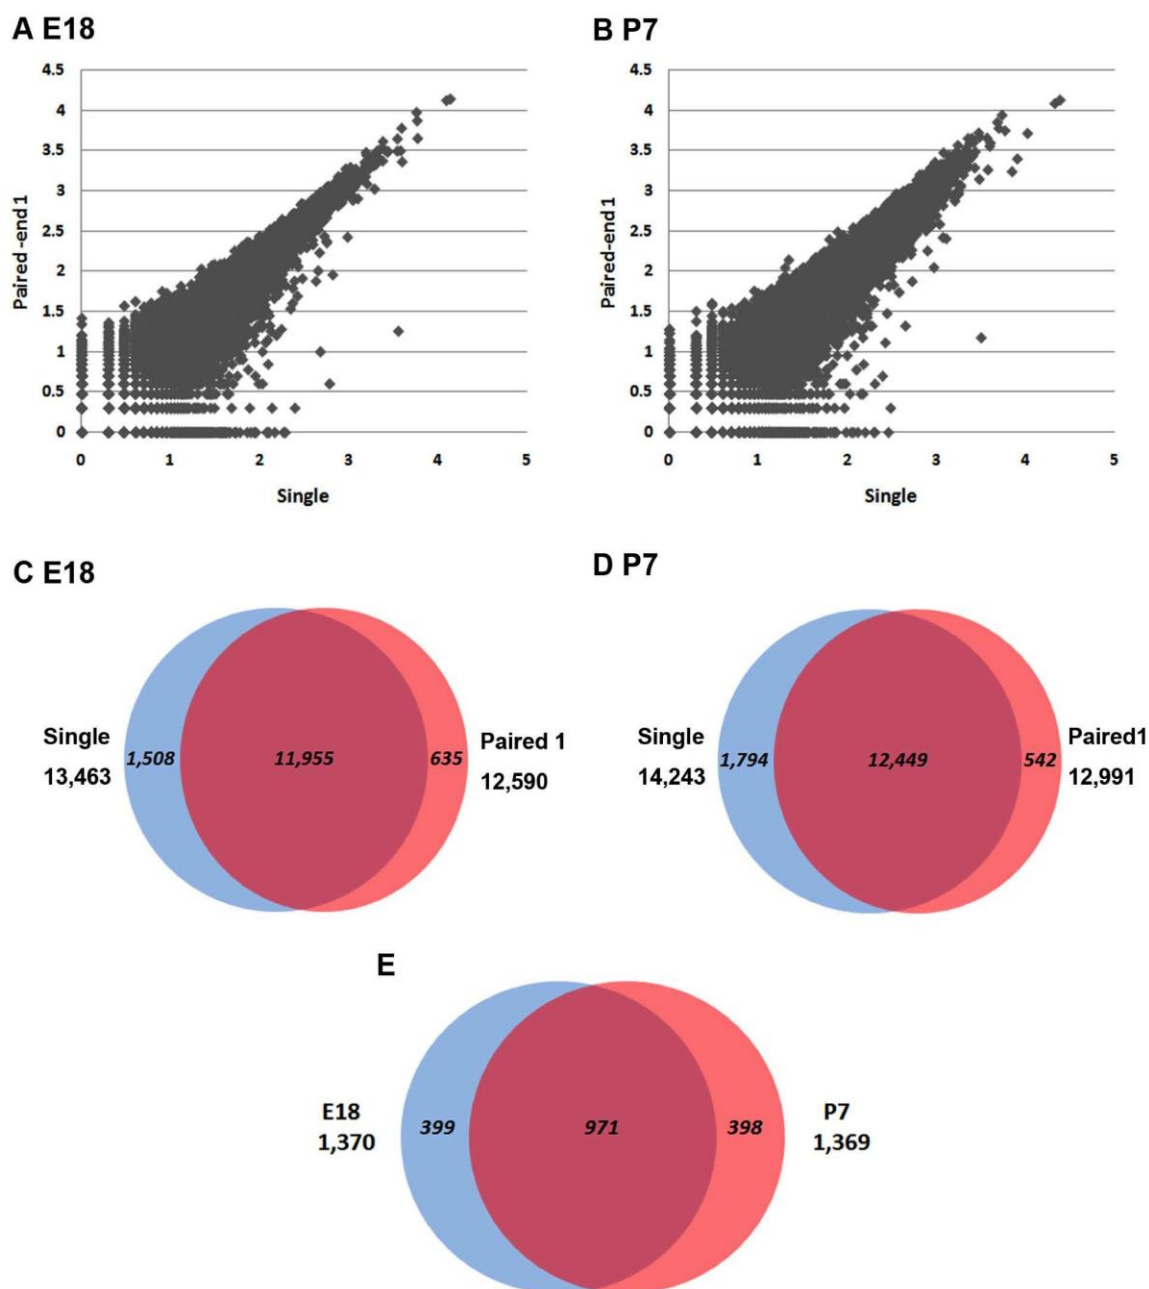 A E18
B P7
4.5
4
3.5
3
2.5
2
1.5
1
0.5
0
Paired -end 1
0 1 2 3 4 5
Single
4.5
4
3.5
3
2.5
2
1.5
1
0.5
0
Paired-end 1
0 1 2 3 4 5
Single
C E18
D P7
Single
13,463
1,508
11,955
635
Paired 1
12,590
Single
14,243
1,794
12,449
542
Paired1
12,991
E
E18
1,370
399
971
398
P7
1,369